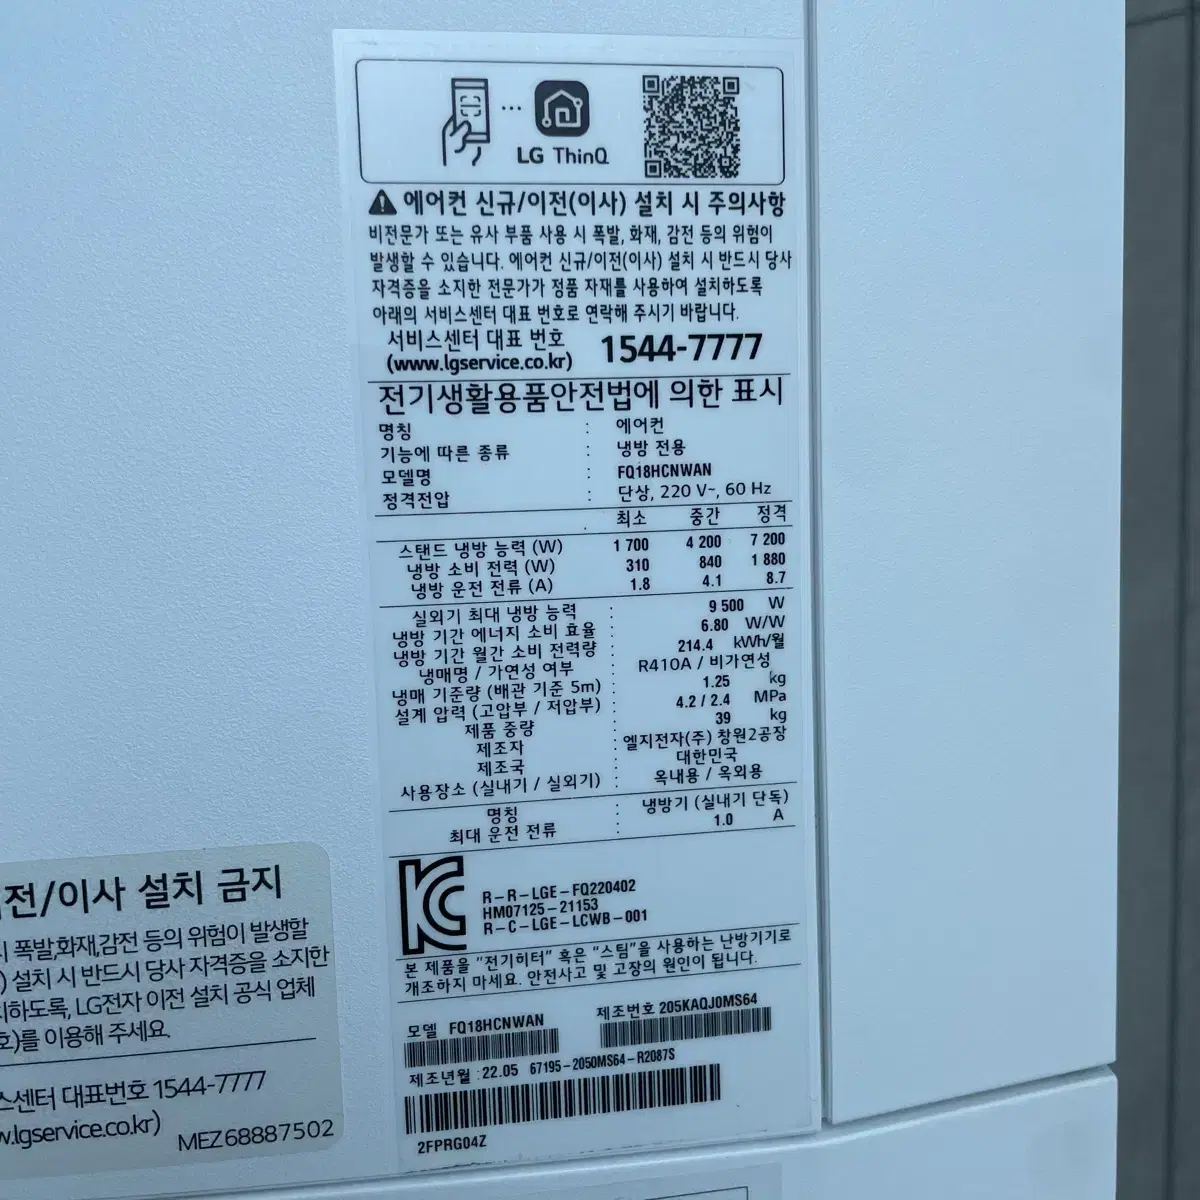 LG ThinQ
에어컨 신규/이전(이사) 설치 시 주의사항
비전문가 또는 유사 부품 사용 시 폭발, 화재, 감전 등의 위험이
발생할 수 있습니다. 에어컨 신규/이전(이사) 설치 시 반드시 당사
자격증을 소지한 전문가가 정품 자재를 사용하여 설치하도록
아래의 서비스센터 대표 번호로 연락해 주시기 바랍니다.
서비스센터 대표 번호 1544-7777
(www.lgservice.co.kr)
전기생활용품안전법에 의한 표시
명칭 : 에어컨
기능에 따른 종류 : 냉방 전용
모델명 : FQ18HCNWAN
정격전압 : 단상, 220 V~, 60 Hz
최소 중간 정격
스탠드 냉방 능력 (W) 1 700 4 200 7 200
냉방 소비 전력 (W) 310 840 1 880
냉방 운전 전류 (A) 1.8 4.1 8.7
실외기 최대 냉방 능력 : 9 500 W
냉방 기간 에너지 소비 효율 : 6.80 W/W
냉방 기간 월간 소비 전력량 : 214.4 kWh/월
냉매명 / 가연성 여부 : R410A / 비가연성
냉매 기준량 (배관 기준 5m) : 1.25 kg
설계 압력 (고압부 / 저압부) : 4.2 / 2.4 MPa
제품 중량 : 39 kg
제조자 : 엘지전자(주) 창원2공장
제조국 : 대한민국
사용장소 (실내기 / 실외기) : 옥내용 / 옥외용
명칭 : 냉방기 (실내기 단독)
최대 운전 전류 : 1.0 A
R-R-LGE-FQ220402
HM07125-21153
R-C-LGE-LCWB-001
본 제품을 "전기히터" 혹은 "스팀"을 사용하는 난방기기로
개조하지 마세요. 안전사고 및 고장의 원인이 됩니다.
모델 FQ18HCNWAN 제조번호 205KAQJ0MS64
제조년월 : 22.05 67195-2050MS64-R2087S
2FPRG04Z
전/이사 설치 금지
폭발,화재,감전 등의 위험이 발생할
) 설치 시 반드시 당사 자격증을 소지한
치하도록, LG전자 이전 설치 공식 업체
호)를 이용해 주세요.
스센터 대표번호 1544-7777
w.lgservice.co.kr)
MEZ68887502